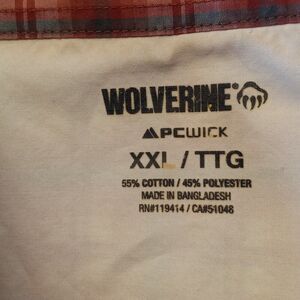 WOLVERINE®
PCWICK
XXL / TTG
55% COTTON / 45% POLYESTER
MADE IN BANGLADESH
RN#119414 / CA#51048